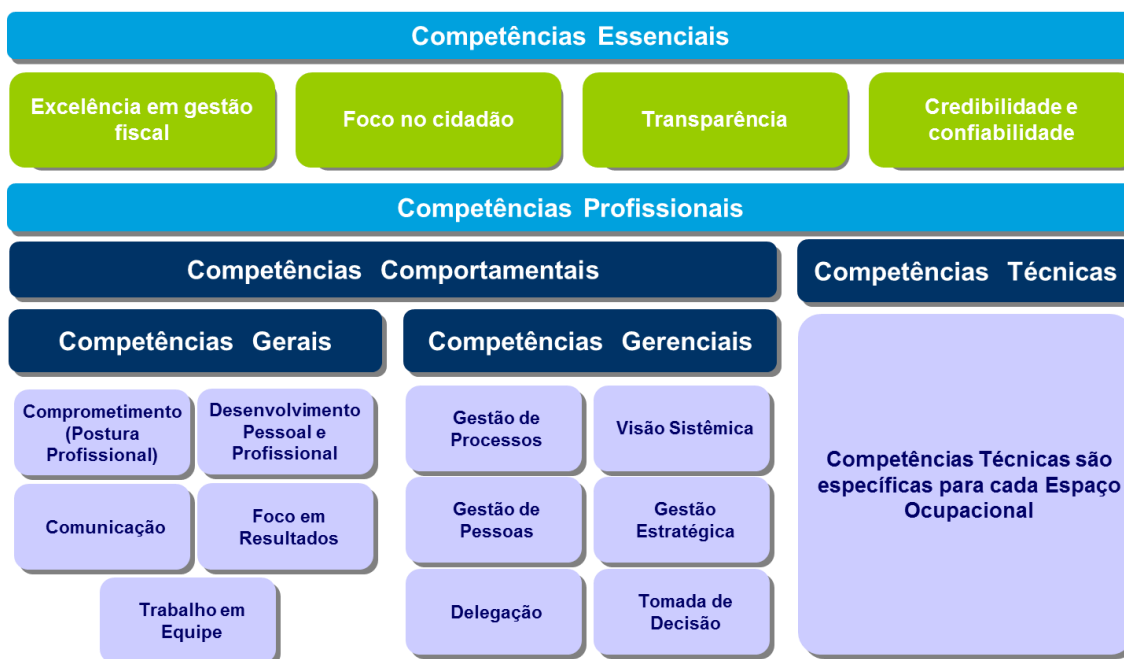 Competências Essenciais
Excelência em gestão
fiscal
Foco no cidadão
Transparência
Credibilidade e
confiabilidade
Competências Profissionais
Competências Comportamentais
Competências Técnicas
Competências Gerais
Competências Gerenciais
Comprometimento
(Postura
Profissional)
Desenvolvimento
Pessoal e
Profissional
Comunicação
Foco em
Resultados
Trabalho em
Equipe
Gestão de
Processos
Visão Sistêmica
Gestão de
Pessoas
Gestão
Estratégica
Delegação
Tomada de
Decisão
Competências Técnicas são
específicas para cada Espaço
Ocupacional